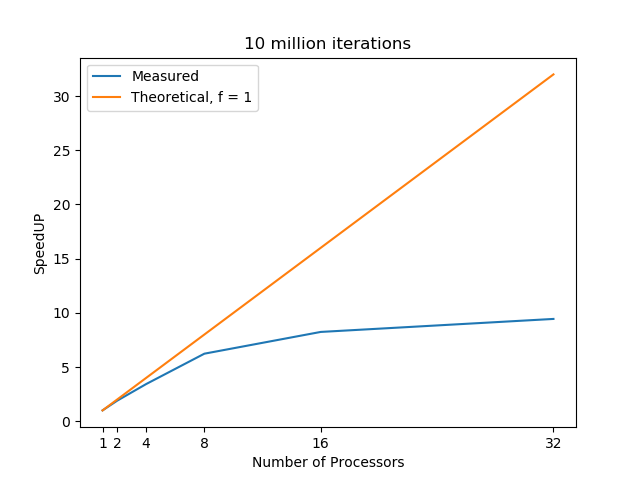 10 million iterations
Measured
Theoretical, f = 1
SpeedUP
30
25
20
15
10
5
0
1 2 4 8 16 32
Number of Processors